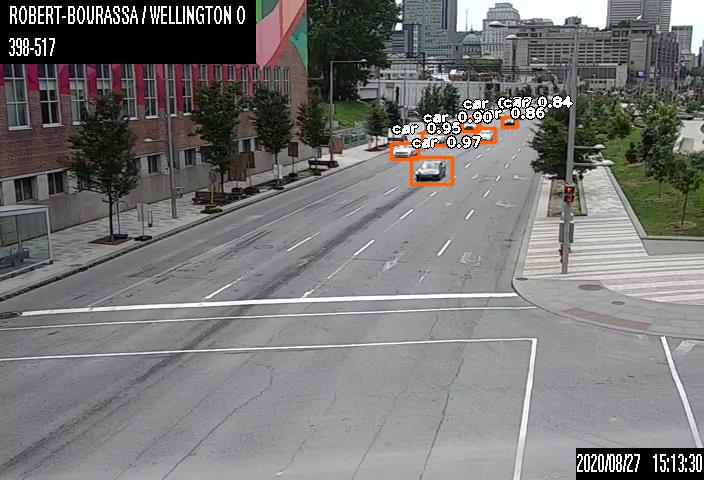 ROBERT-BOURASSA / WELLINGTON O
398-517
car 0.84
0.86
car 0.90
car 0.95
car 0.97
2020/08/27 15:13:30